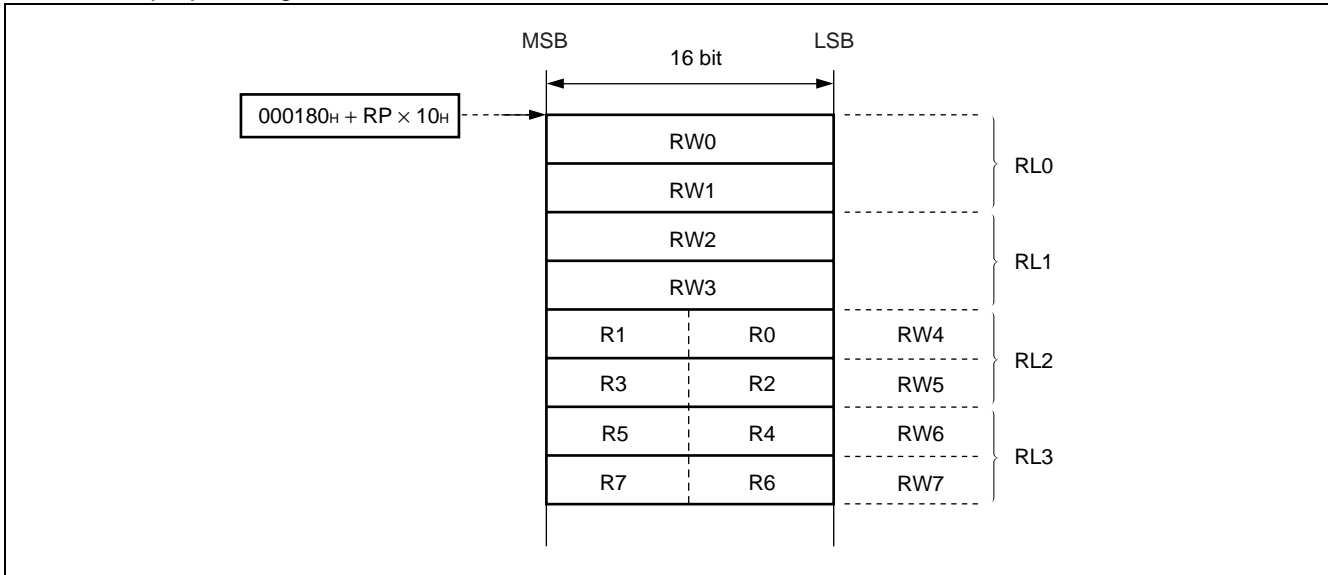 MSB LSB
16 bit
000180H + RP × 10H
RW0
RL0
RW1
RW2
RL1
RW3
R1 R0 RW4
RL2
R3 R2 RW5
R5 R4 RW6
RL3
R7 R6 RW7